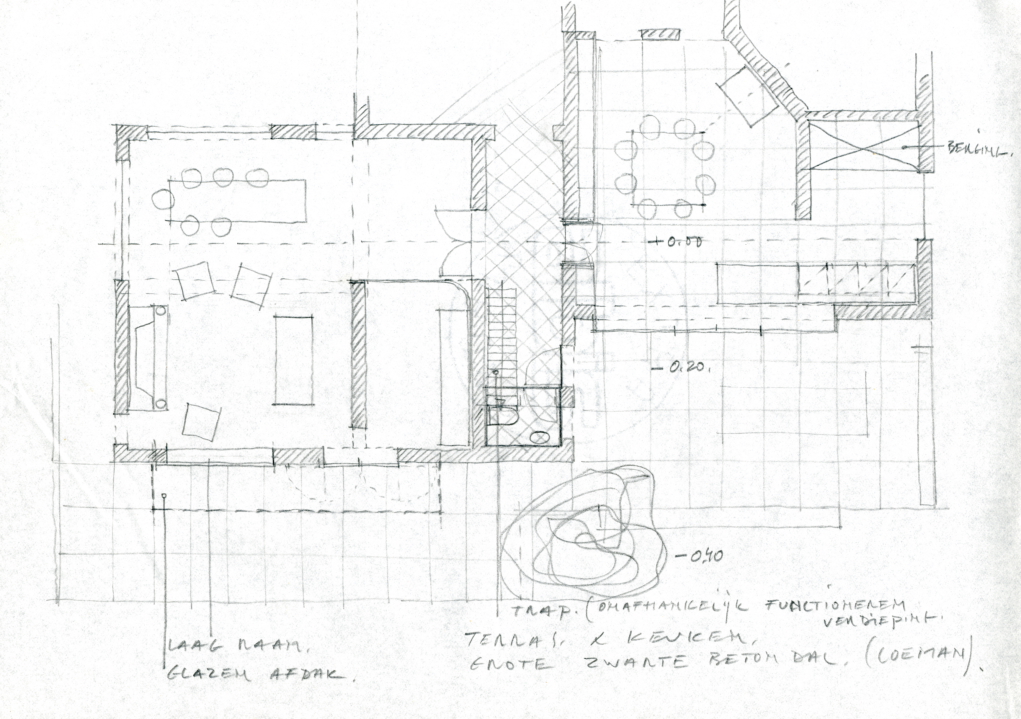 BERGING.
+0.00
-0.20.
-0,40
TRAP. (ONAFHANKELIJK FUNCTIONEREN
VERDIEPING.
TERRAS. & KEUKEN.
GROTE ZWARTE BETON DAL. (COEMAN).
LAAG RAAM.
GLAZEN AFDAK.